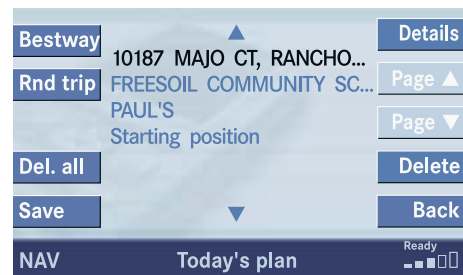 Bestway
Rnd trip
Del. all
Save
10187 MAJO CT, RANCHO...
FREESOIL COMMUNITY SC...
PAUL'S
Starting position
Details
Page ▲
Page ▼
Delete
Back
NAV
Today's plan
Ready